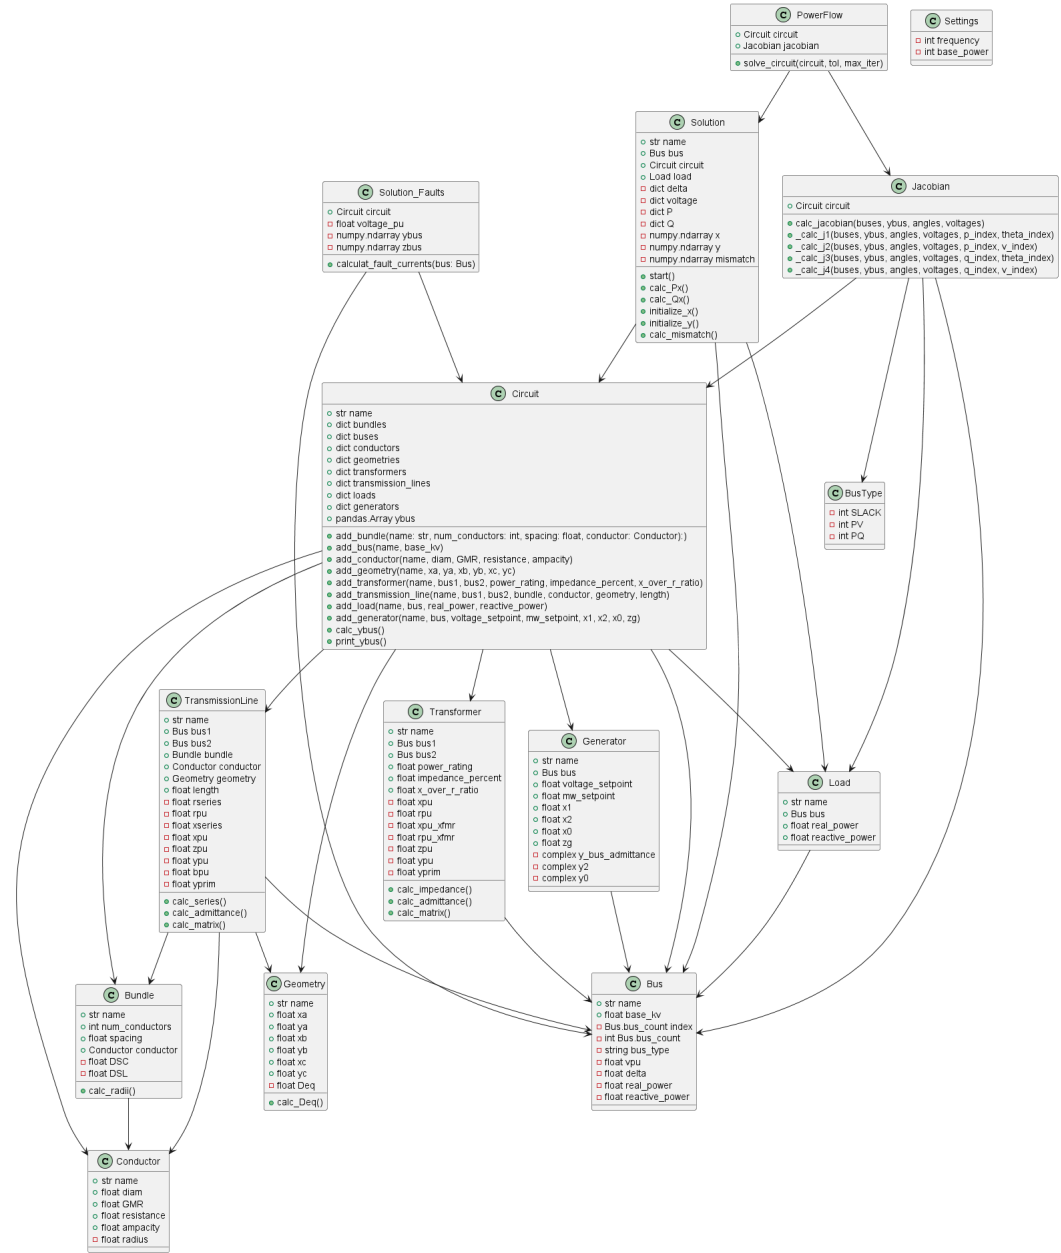 C PowerFlow
Circuit circuit
Jacobian jacobian
solve_circuit(circuit, tol, max_iter)
C Settings
int frequency
int base_power
C Solution
str name
Bus bus
Circuit circuit
Load load
dict delta
dict voltage
dict P
dict Q
numpy.ndarray x
numpy.ndarray y
numpy.ndarray mismatch
start()
calc_Px()
calc_Qx()
initialize_x()
initialize_y()
calc_mismatch()
C Jacobian
Circuit circuit
calc_jacobian(buses, ybus, angles, voltages)
_calc_j1(buses, ybus, angles, voltages, p_index, theta_index)
_calc_j2(buses, ybus, angles, voltages, p_index, v_index)
_calc_j3(buses, ybus, angles, voltages, q_index, theta_index)
_calc_j4(buses, ybus, angles, voltages, q_index, v_index)
C Solution_Faults
Circuit circuit
float voltage_pu
numpy.ndarray ybus
numpy.ndarray zbus
calculat_fault_currents(bus: Bus)
C Circuit
str name
dict bundles
dict buses
dict conductors
dict geometries
dict transformers
dict transmission_lines
dict loads
dict generators
pandas.Array ybus
add_bundle(name: str, num_conductors: int, spacing: float, conductor: Conductor):)
add_bus(name, base_kv)
add_conductor(name, diam, GMR, resistance, ampacity)
add_geometry(name, xa, ya, xb, yb, xc, yc)
add_transformer(name, bus1, bus2, power_rating, impedance_percent, x_over_r_ratio)
add_transmission_line(name, bus1, bus2, bundle, conductor, geometry, length)
add_load(name, bus, real_power, reactive_power)
add_generator(name, bus, voltage_setpoint, mw_setpoint, x1, x2, x0, zg)
calc_ybus()
print_ybus()
C BusType
int SLACK
int PV
int PQ
C TransmissionLine
str name
Bus bus1
Bus bus2
Bundle bundle
Conductor conductor
Geometry geometry
float length
float rseries
float rpu
float xseries
float xpu
float zpu
float ypu
float bpu
float yprim
calc_series()
calc_admittance()
calc_matrix()
C Transformer
str name
Bus bus1
Bus bus2
float power_rating
float impedance_percent
float x_over_r_ratio
float xpu
float rpu
float xpu_xfmr
float rpu_xfmr
float zpu
float ypu
float yprim
calc_impedance()
calc_admittance()
calc_matrix()
C Generator
str name
Bus bus
float voltage_setpoint
float mw_setpoint
float x1
float x2
float x0
float zg
complex y_bus_admittance
complex y2
complex y0
C Load
str name
Bus bus
float real_power
float reactive_power
C Bundle
str name
int num_conductors
float spacing
Conductor conductor
float DSC
float DSL
calc_radii()
C Geometry
str name
float xa
float ya
float xb
float yb
float xc
float yc
float Deq
calc_Deq()
C Bus
str name
float base_kv
Bus.bus_count index
int Bus.bus_count
string bus_type
float vpu
float delta
float real_power
float reactive_power
C Conductor
str name
float diam
float GMR
float resistance
float ampacity
float radius